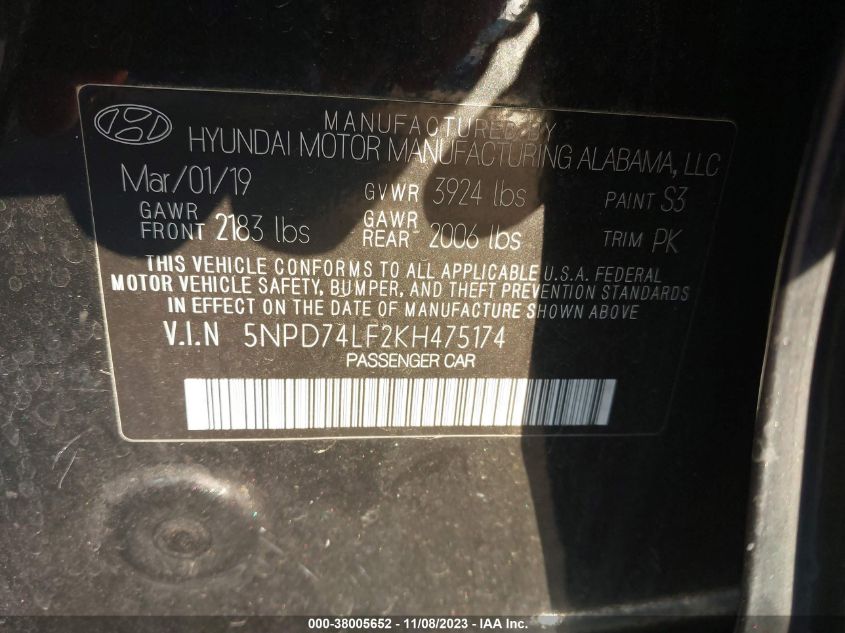 MANUFACTURED BY
HYUNDAI MOTOR MANUFACTURING ALABAMA, LLC
Mar/01/19 GVWR 3924 lbs PAINT S3
GAWR FRONT 2183 lbs GAWR REAR 2006 lbs TRIM PK
THIS VEHICLE CONFORMS TO ALL APPLICABLE U.S.A. FEDERAL
MOTOR VEHICLE SAFETY, BUMPER, AND THEFT PREVENTION STANDARDS
IN EFFECT ON THE DATE OF MANUFACTURE SHOWN ABOVE
V.I.N 5NPD74LF2KH475174
PASSENGER CAR
000-38005652 - 11/08/2023 - IAA Inc.